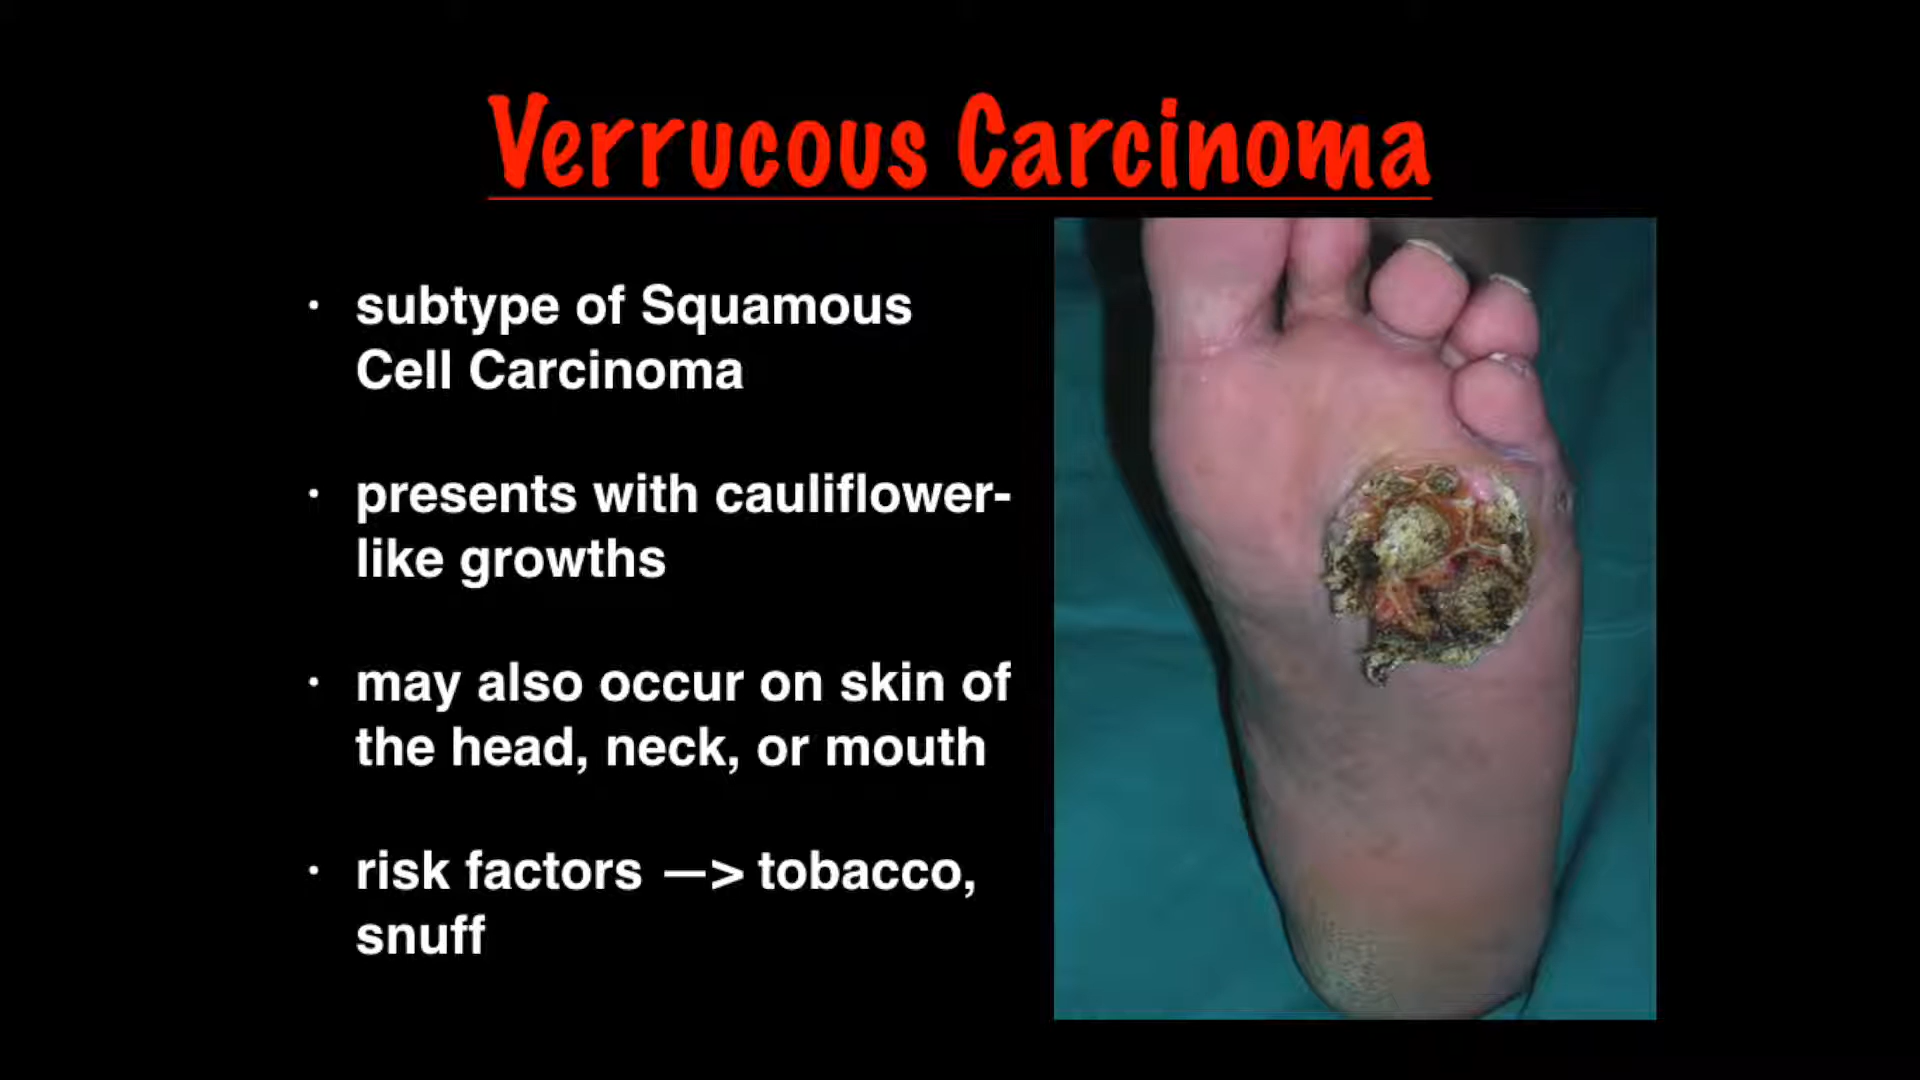 Verrucous Carcinoma
• subtype of Squamous
Cell Carcinoma
• presents with cauliflower-
like growths
• may also occur on skin of
the head, neck, or mouth
• risk factors —> tobacco,
snuff